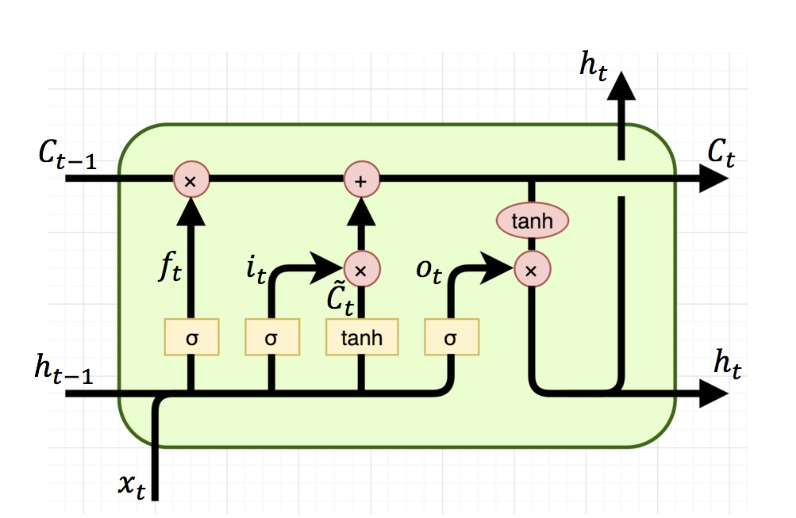 h_t
C_{t-1}
×
+
C_t
tanh
f_t
i_t
×
o_t
×
C̃_t
σ
σ
tanh
σ
h_{t-1}
h_t
x_t